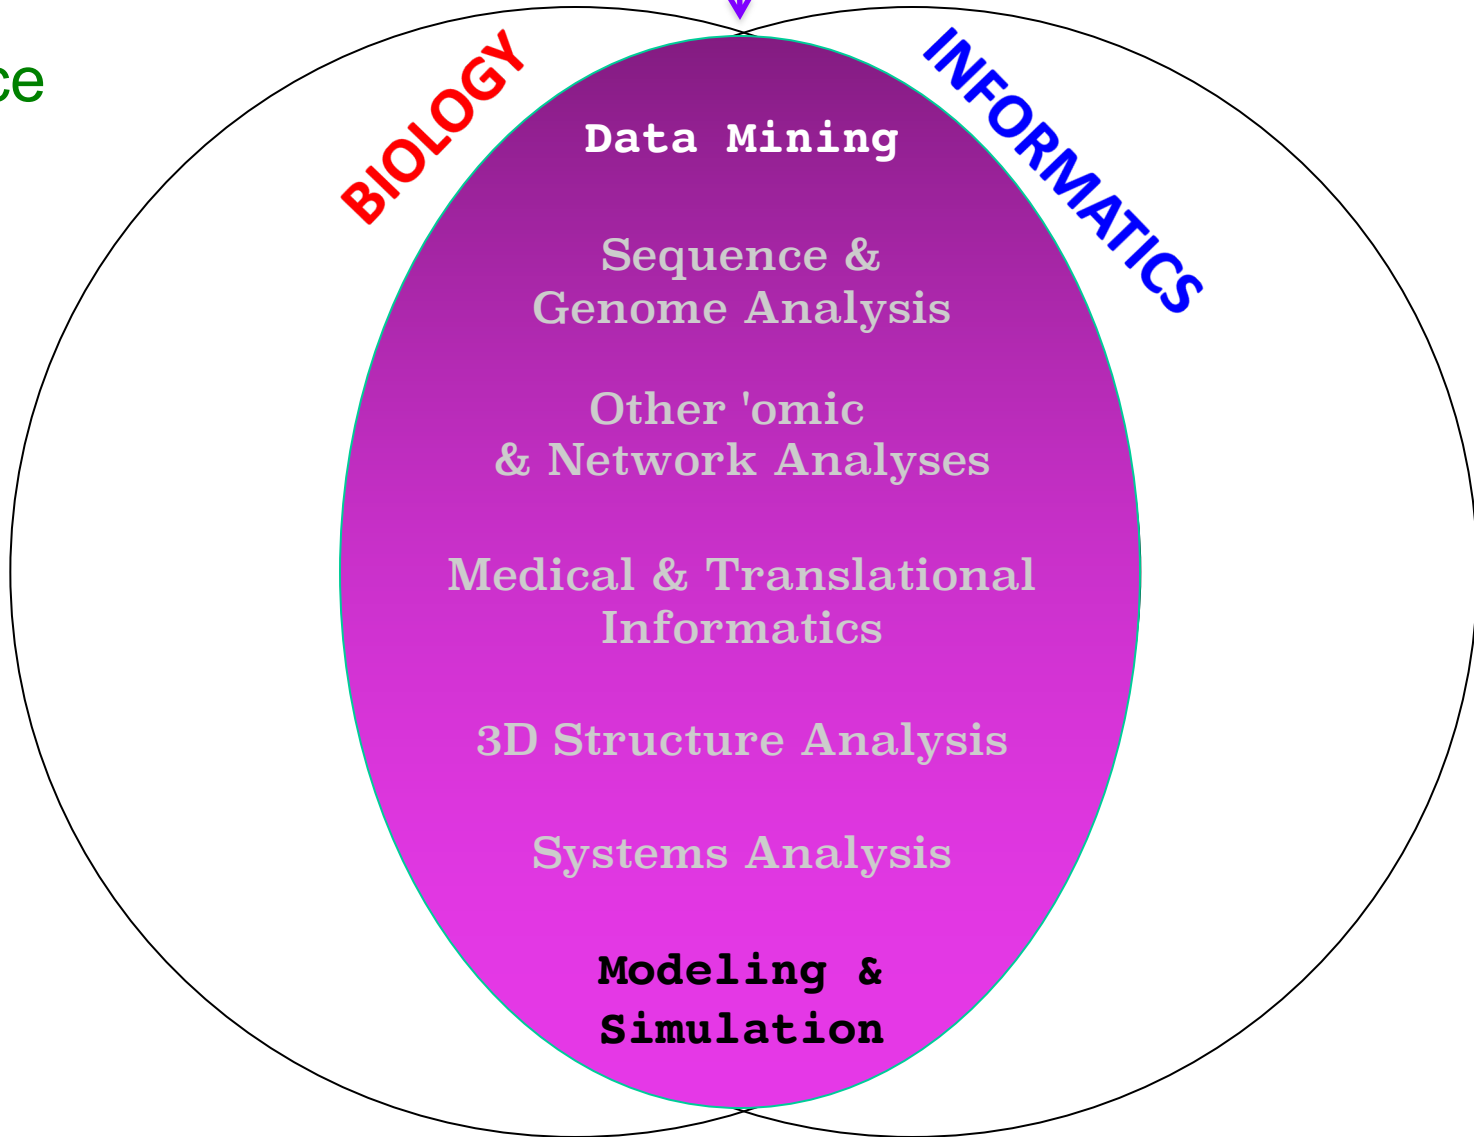 ce
BIOLOGY
INFORMATICS
Data Mining
Sequence &
Genome Analysis
Other 'omic
& Network Analyses
Medical & Translational
Informatics
3D Structure Analysis
Systems Analysis
Modeling &
Simulation